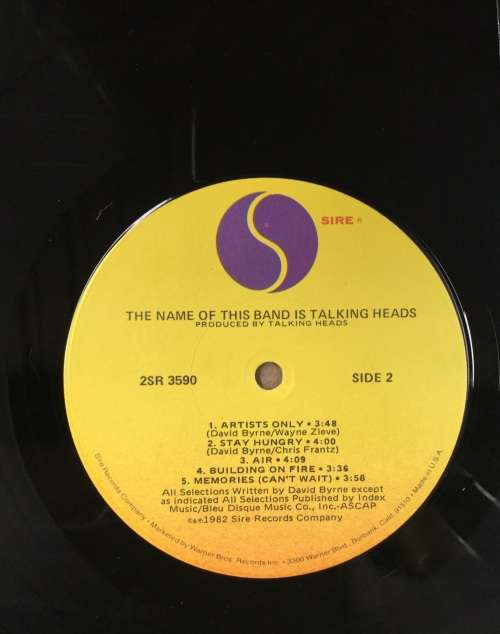 SIRE ®
THE NAME OF THIS BAND IS TALKING HEADS
PRODUCED BY TALKING HEADS
2SR 3590
SIDE 2
1. ARTISTS ONLY • 3:48
(David Byrne/Wayne Zieve)
2. STAY HUNGRY • 4:00
(David Byrne/Chris Frantz)
3. AIR • 4:09
4. BUILDING ON FIRE • 3:36
5. MEMORIES (CAN'T WAIT) • 3:58
All Selections Written by David Byrne except
as indicated All Selections Published by Index
Music/Bleu Disque Music Co., Inc.-ASCAP
©&℗1982 Sire Records Company
Sire Records Company • Marketed by Warner Bros. Records Inc. • 3300 Warner Blvd., Burbank, Calif. 91510 • Made in U.S.A.